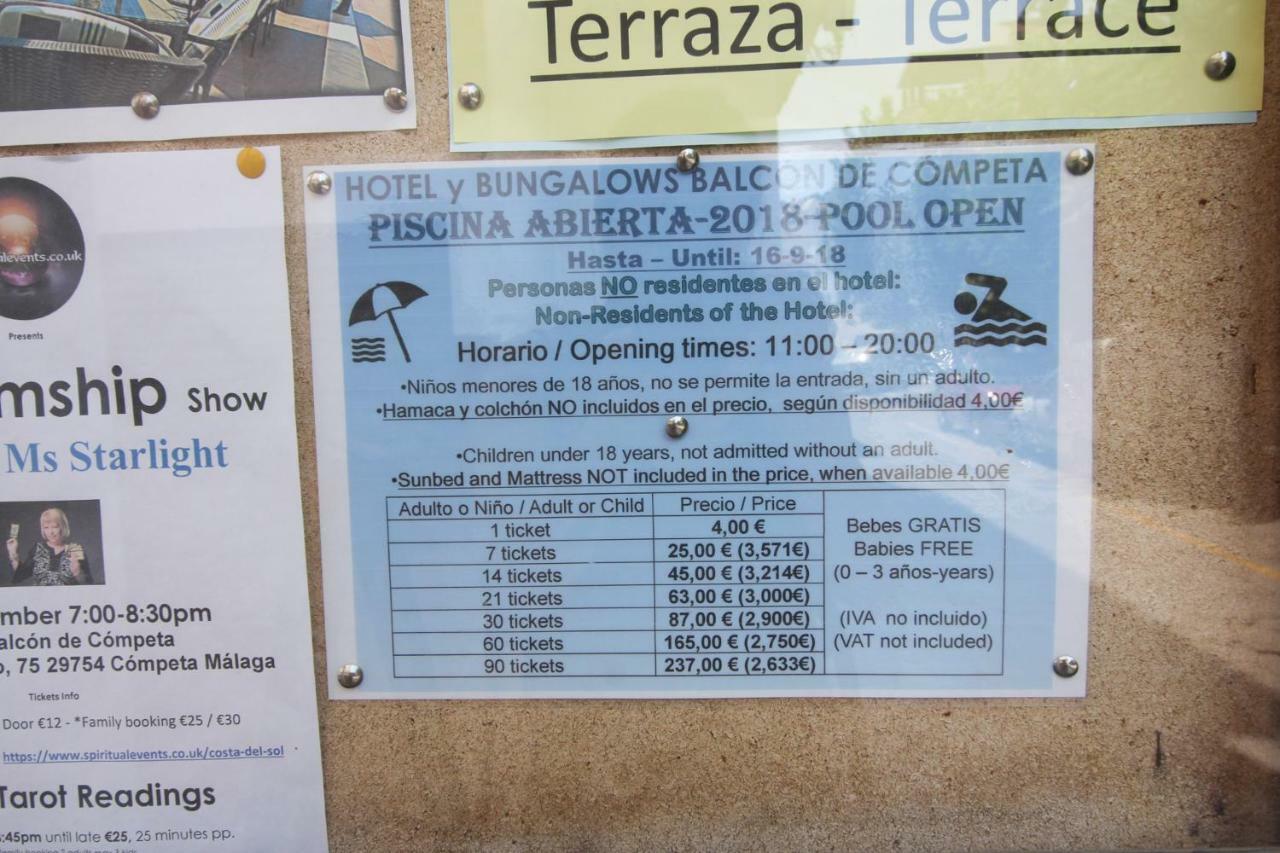 Terraza - Terrace
HOTEL y BUNGALOWS BALCÓN DE CÓMPETA
PISCINA ABIERTA-2018-POOL OPEN
Hasta – Until: 16-9-18
Personas NO residentes en el hotel:
Non-Residents of the Hotel:
Horario / Opening times: 11:00 – 20:00
•Niños menores de 18 años, no se permite la entrada, sin un adulto.
•Hamaca y colchón NO incluidos en el precio, según disponibilidad 4,00€
•Children under 18 years, not admitted without an adult.
•Sunbed and Mattress NOT included in the price, when available 4,00€
Adulto o Niño / Adult or Child Precio / Price
1 ticket 4,00 €
7 tickets 25,00 € (3,571€)
14 tickets 45,00 € (3,214€)
21 tickets 63,00 € (3,000€)
30 tickets 87,00 € (2,900€)
60 tickets 165,00 € (2,750€)
90 tickets 237,00 € (2,633€)
Bebes GRATIS
Babies FREE
(0 – 3 años-years)
(IVA no incluido)
(VAT not included)
alevents.co.uk
Presents
mship Show
Ms Starlight
mber 7:00-8:30pm
alcón de Cómpeta
, 75 29754 Cómpeta Málaga
Tickets Info
Door €12 - *Family booking €25 / €30
https://www.spiritualevents.co.uk/costa-del-sol
Tarot Readings
:45pm until late €25, 25 minutes pp.